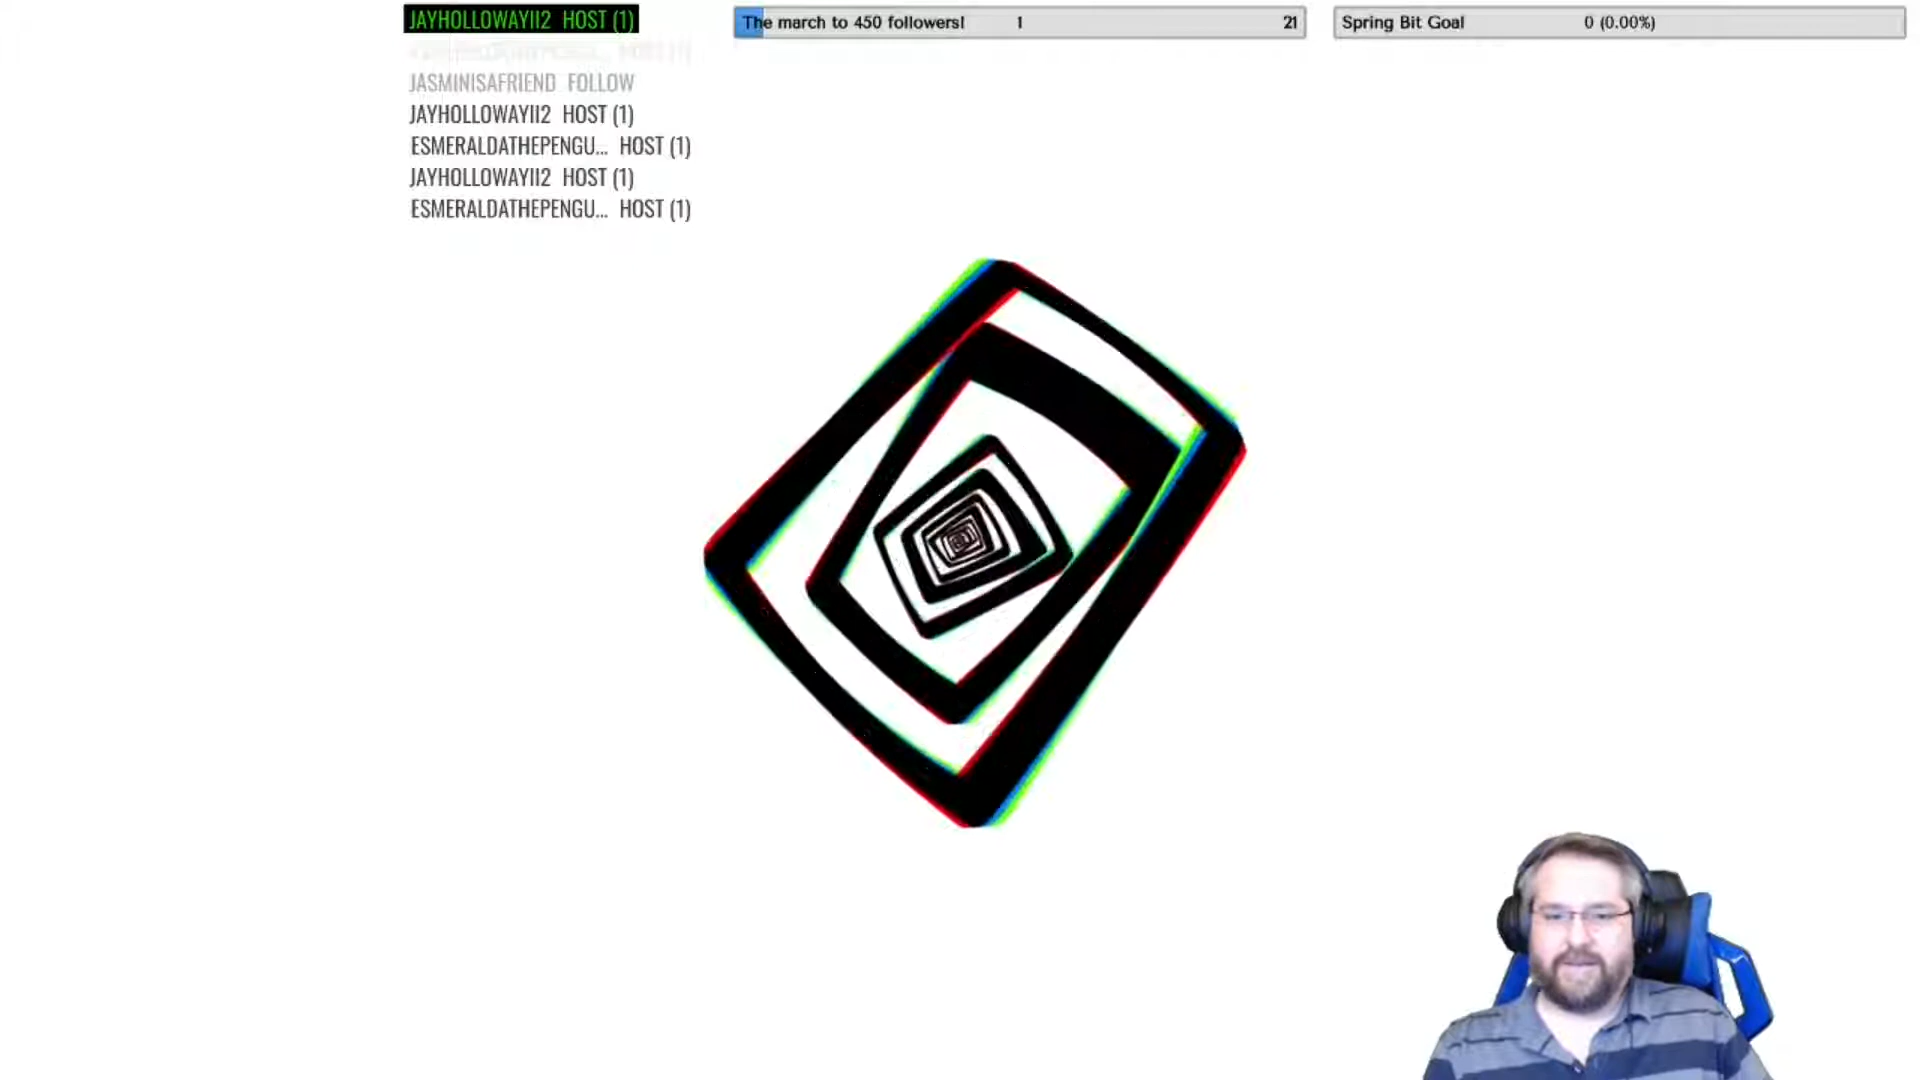 JAYHOLLOWAYII2 HOST (1)
The march to 450 followers! 1 21
Spring Bit Goal 0 (0.00%)
JASMINISAFRIEND FOLLOW
JAYHOLLOWAYII2 HOST (1)
ESMERALDATHEPENGU... HOST (1)
JAYHOLLOWAYII2 HOST (1)
ESMERALDATHEPENGU... HOST (1)